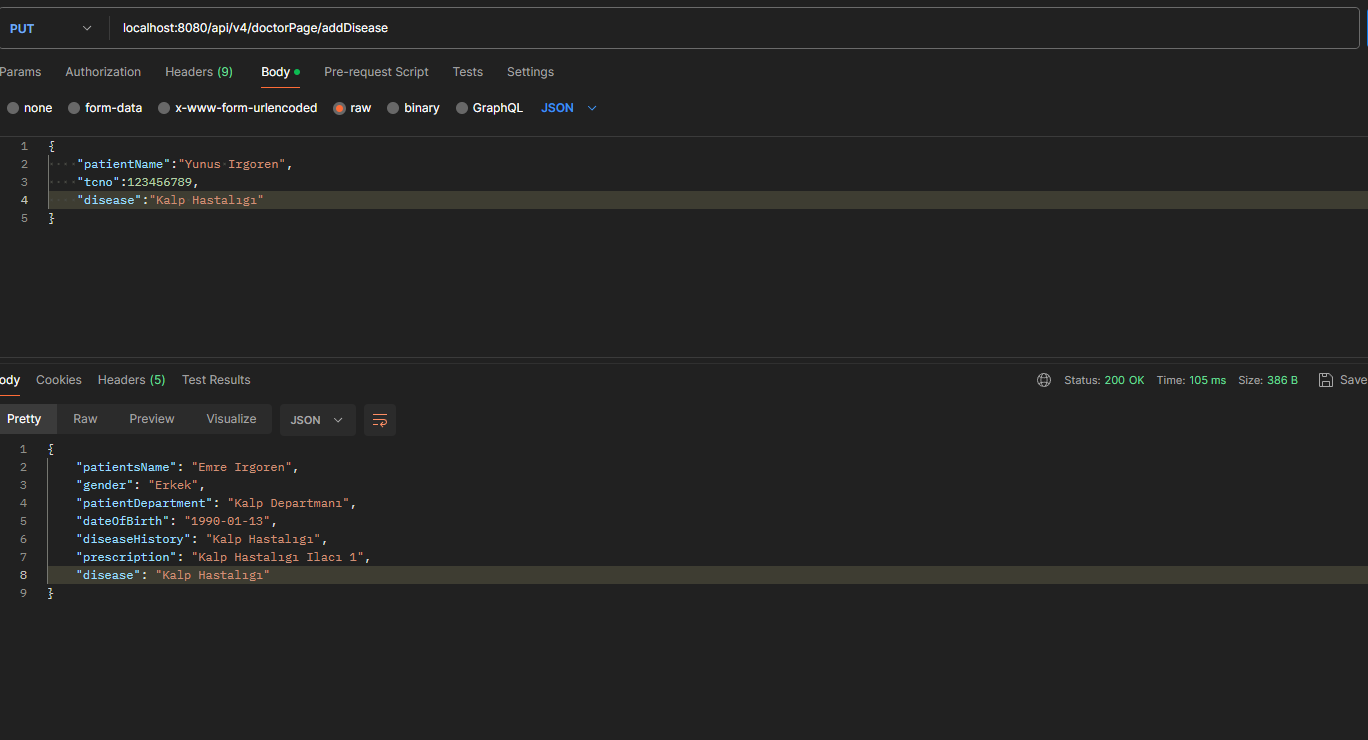 PUT localhost:8080/api/v4/doctorPage/addDisease
Params Authorization Headers (9) Body Pre-request Script Tests Settings
none form-data x-www-form-urlencoded raw binary GraphQL JSON
1 {
2 "patientName":"Yunus Irgoren",
3 "tcno":123456789,
4 "disease":"Kalp Hastalıgı"
5 }
ody Cookies Headers (5) Test Results Status: 200 OK Time: 105 ms Size: 386 B Save
Pretty Raw Preview Visualize JSON
1 {
2 "patientsName": "Emre Irgoren",
3 "gender": "Erkek",
4 "patientDepartment": "Kalp Departmanı",
5 "dateOfBirth": "1990-01-13",
6 "diseaseHistory": "Kalp Hastalıgı",
7 "prescription": "Kalp Hastalıgı Ilacı 1",
8 "disease": "Kalp Hastalıgı"
9 }